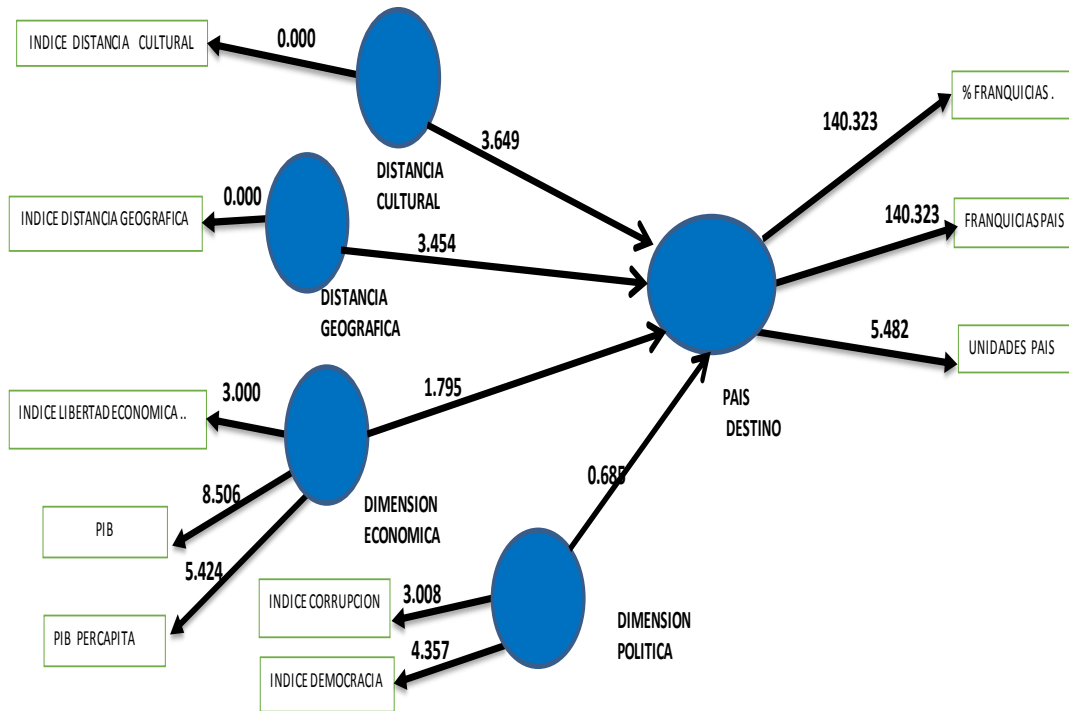 INDICE DISTANCIA CULTURAL
0.000
% FRANQUICIAS .
140.323
3.649
DISTANCIA
CULTURAL
INDICE DISTANCIA GEOGRAFICA
0.000
3.454
140.323
FRANQUICIAS PAIS
DISTANCIA
GEOGRAFICA
5.482
UNIDADES PAIS
INDICE LIBERTAD ECONOMICA ..
3.000
1.795
PAIS
DESTINO
8.506
DIMENSION
ECONOMICA
PIB
0.685
5.424
PIB PERCAPITA
INDICE CORRUPCION
3.008
DIMENSION
POLITICA
4.357
INDICE DEMOCRACIA